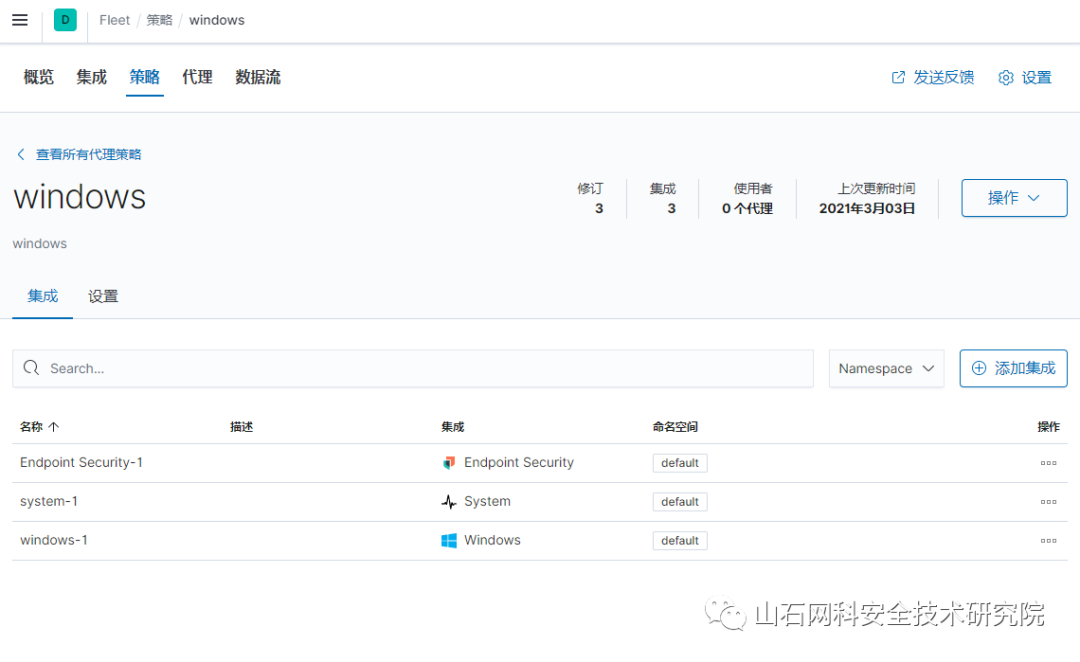 D Fleet / 策略 / windows
概览 集成 策略 代理 数据流 发送反馈 设置
查看所有代理策略
windows
修订 集成 使用者 上次更新时间
3 3 0 个代理 2021年3月03日
操作
windows
集成 设置
Search... Namespace 添加集成
名称 描述 集成 命名空间 操作
Endpoint Security-1 Endpoint Security default
system-1 System default
windows-1 Windows default
山石网科安全技术研究院